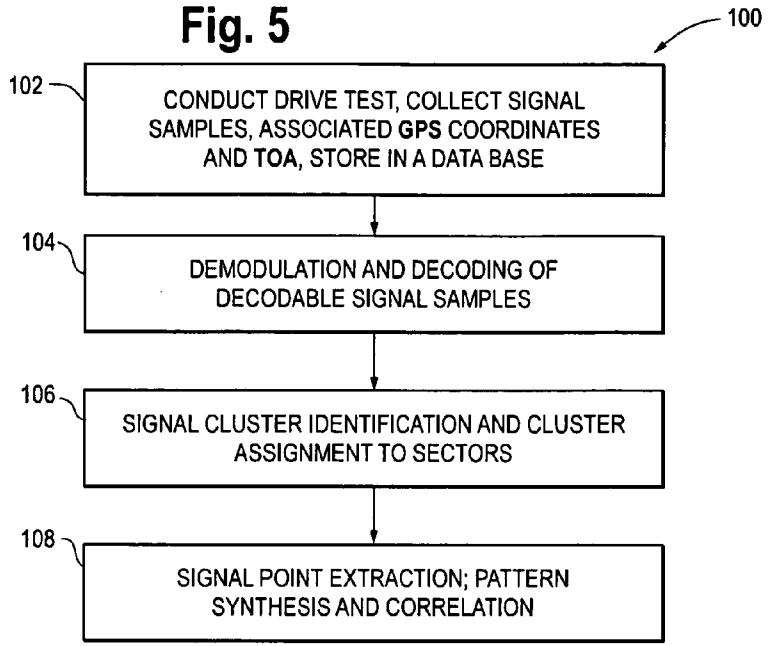 Fig. 5
100
102
CONDUCT DRIVE TEST, COLLECT SIGNAL
SAMPLES, ASSOCIATED GPS COORDINATES
AND TOA, STORE IN A DATA BASE
104
DEMODULATION AND DECODING OF
DECODABLE SIGNAL SAMPLES
106
SIGNAL CLUSTER IDENTIFICATION AND CLUSTER
ASSIGNMENT TO SECTORS
108
SIGNAL POINT EXTRACTION; PATTERN
SYNTHESIS AND CORRELATION